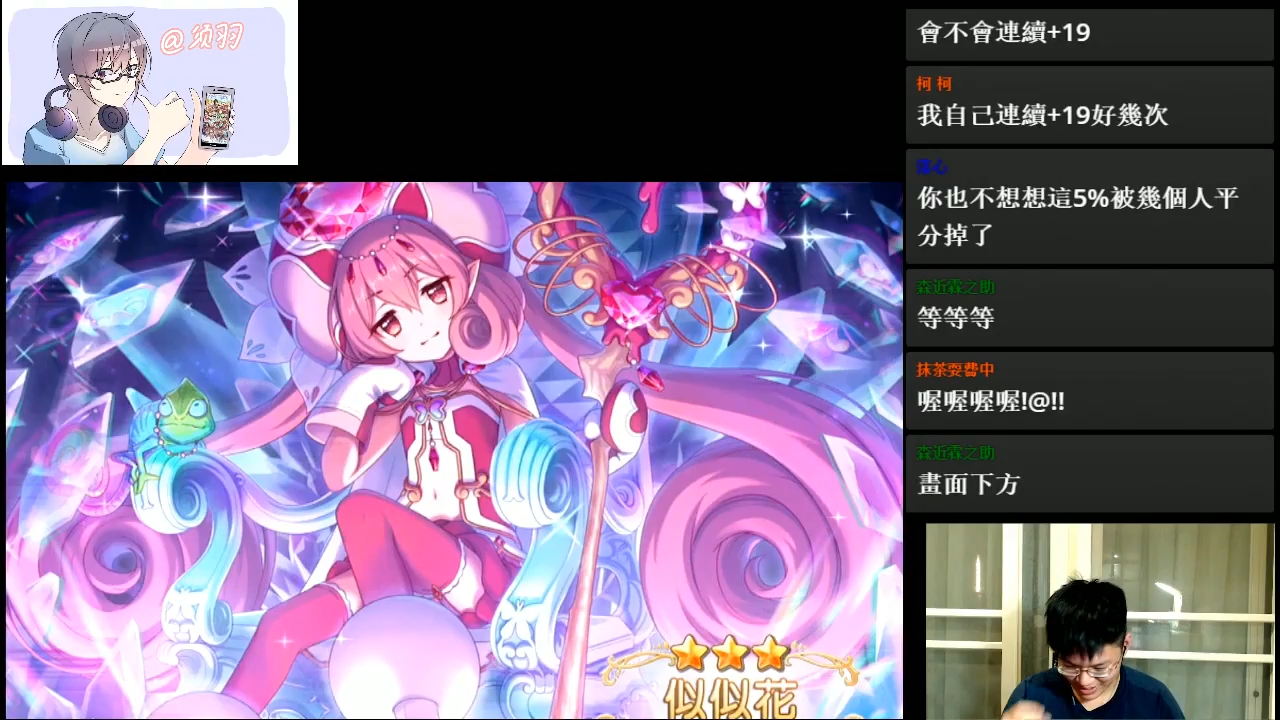 @须羽
會不會連續+19
柯 柯
我自己連續+19好幾次
你也不想想這5%被幾個人平
分掉了
森近霖之助
等等等
抹茶耍費中
喔喔喔喔!@!!
森近霖之助
畫面下方
似似花